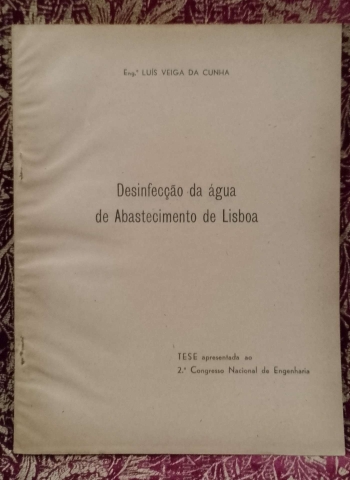 Eng.º LUÍS VEIGA DA CUNHA
Desinfecção da água
de Abastecimento de Lisboa
TESE apresentada ao
2.º Congresso Nacional de Engenharia